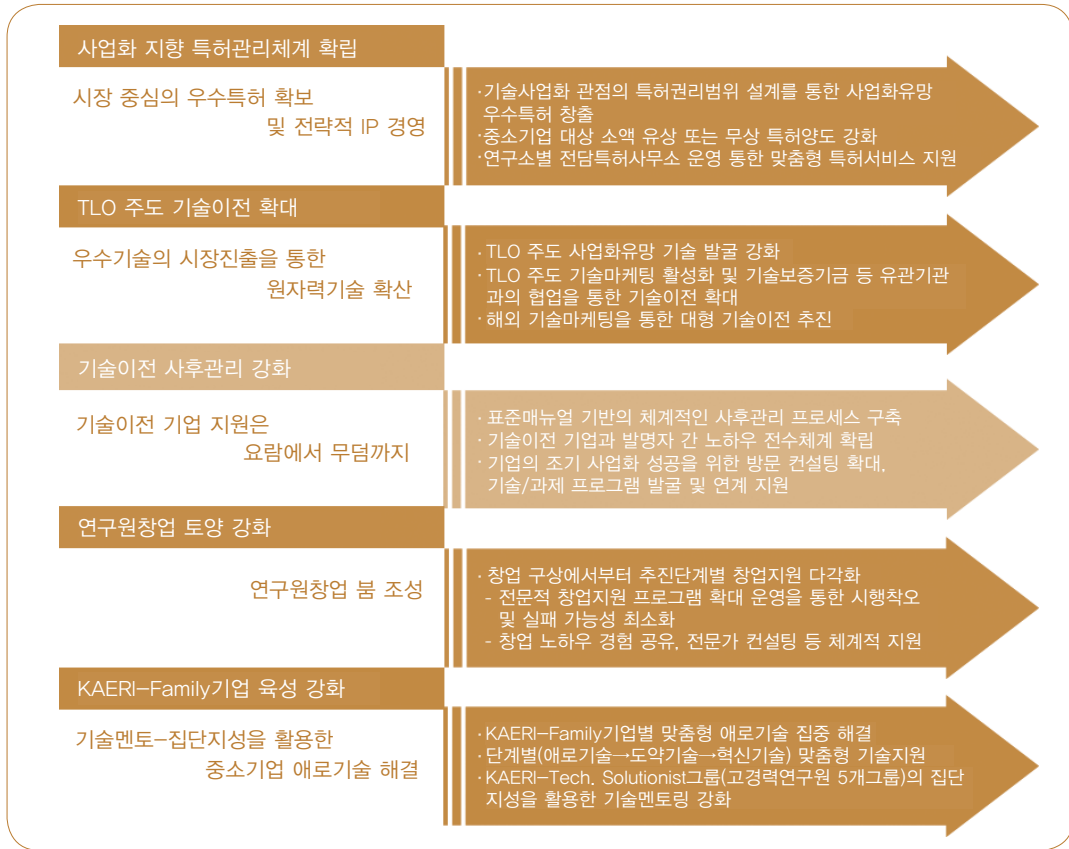 사업화 지향 특허관리체계 확립
시장 중심의 우수특허 확보
및 전략적 IP 경영
·기술사업화 관점의 특허권리범위 설계를 통한 사업화유망
우수특허 창출
·중소기업 대상 소액 유상 또는 무상 특허양도 강화
·연구소별 전담특허사무소 운영 통한 맞춤형 특허서비스 지원
TLO 주도 기술이전 확대
우수기술의 시장진출을 통한
원자력기술 확산
·TLO 주도 사업화유망 기술 발굴 강화
·TLO 주도 기술마케팅 활성화 및 기술보증기금 등 유관기관
과의 협업을 통한 기술이전 확대
·해외 기술마케팅을 통한 대형 기술이전 추진
기술이전 사후관리 강화
기술이전 기업 지원은
요람에서 무덤까지
· 표준매뉴얼 기반의 체계적인 사후관리 프로세스 구축
· 기술이전 기업과 발명자 간 노하우 전수체계 확립
· 기업의 조기 사업화 성공을 위한 방문 컨설팅 확대,
기술/과제 프로그램 발굴 및 연계 지원
연구원창업 토양 강화
연구원창업 붐 조성
· 창업 구상에서부터 추진단계별 창업지원 다각화
- 전문적 창업지원 프로그램 확대 운영을 통한 시행착오
및 실패 가능성 최소화
- 창업 노하우 경험 공유, 전문가 컨설팅 등 체계적 지원
KAERI-Family기업 육성 강화
기술멘토-집단지성을 활용한
중소기업 애로기술 해결
·KAERI-Family기업별 맞춤형 애로기술 집중 해결
·단계별(애로기술→도약기술→혁신기술) 맞춤형 기술지원
·KAERI-Tech. Solutionist그룹(고경력연구원 5개그룹)의 집단
지성을 활용한 기술멘토링 강화